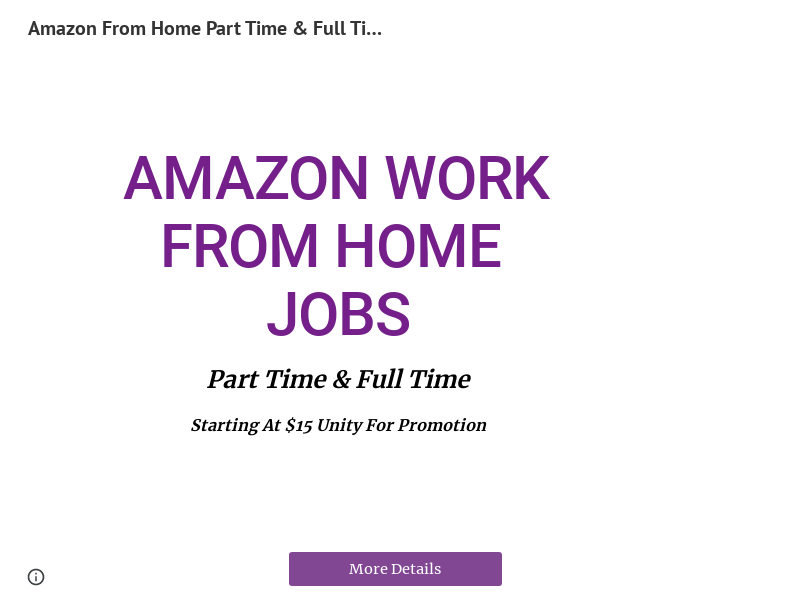 Amazon From Home Part Time & Full Ti...
AMAZON WORK
FROM HOME
JOBS
Part Time & Full Time
Starting At $15 Unity For Promotion
More Details